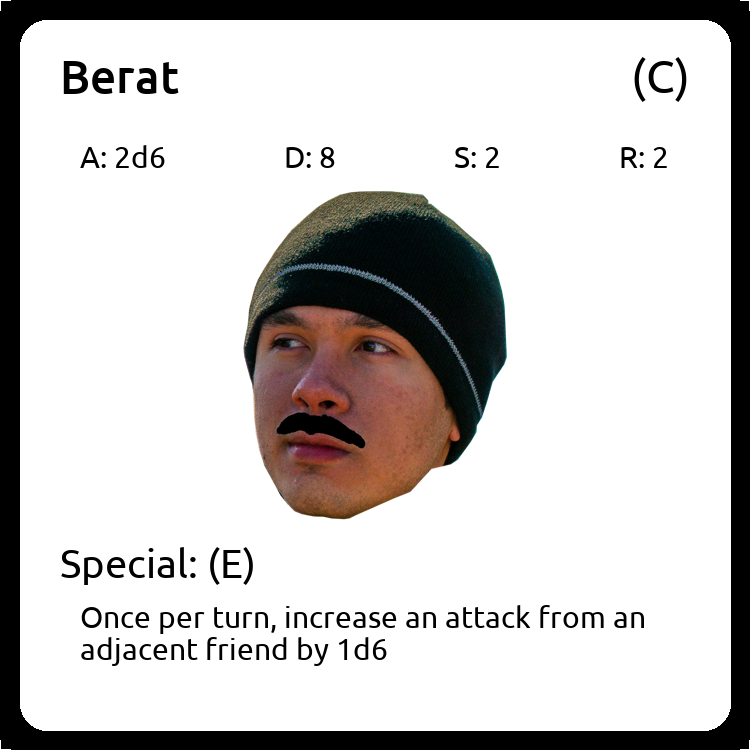 Berat (C)
A: 2d6 D: 8 S: 2 R: 2
Special: (E)
Once per turn, increase an attack from an
adjacent friend by 1d6